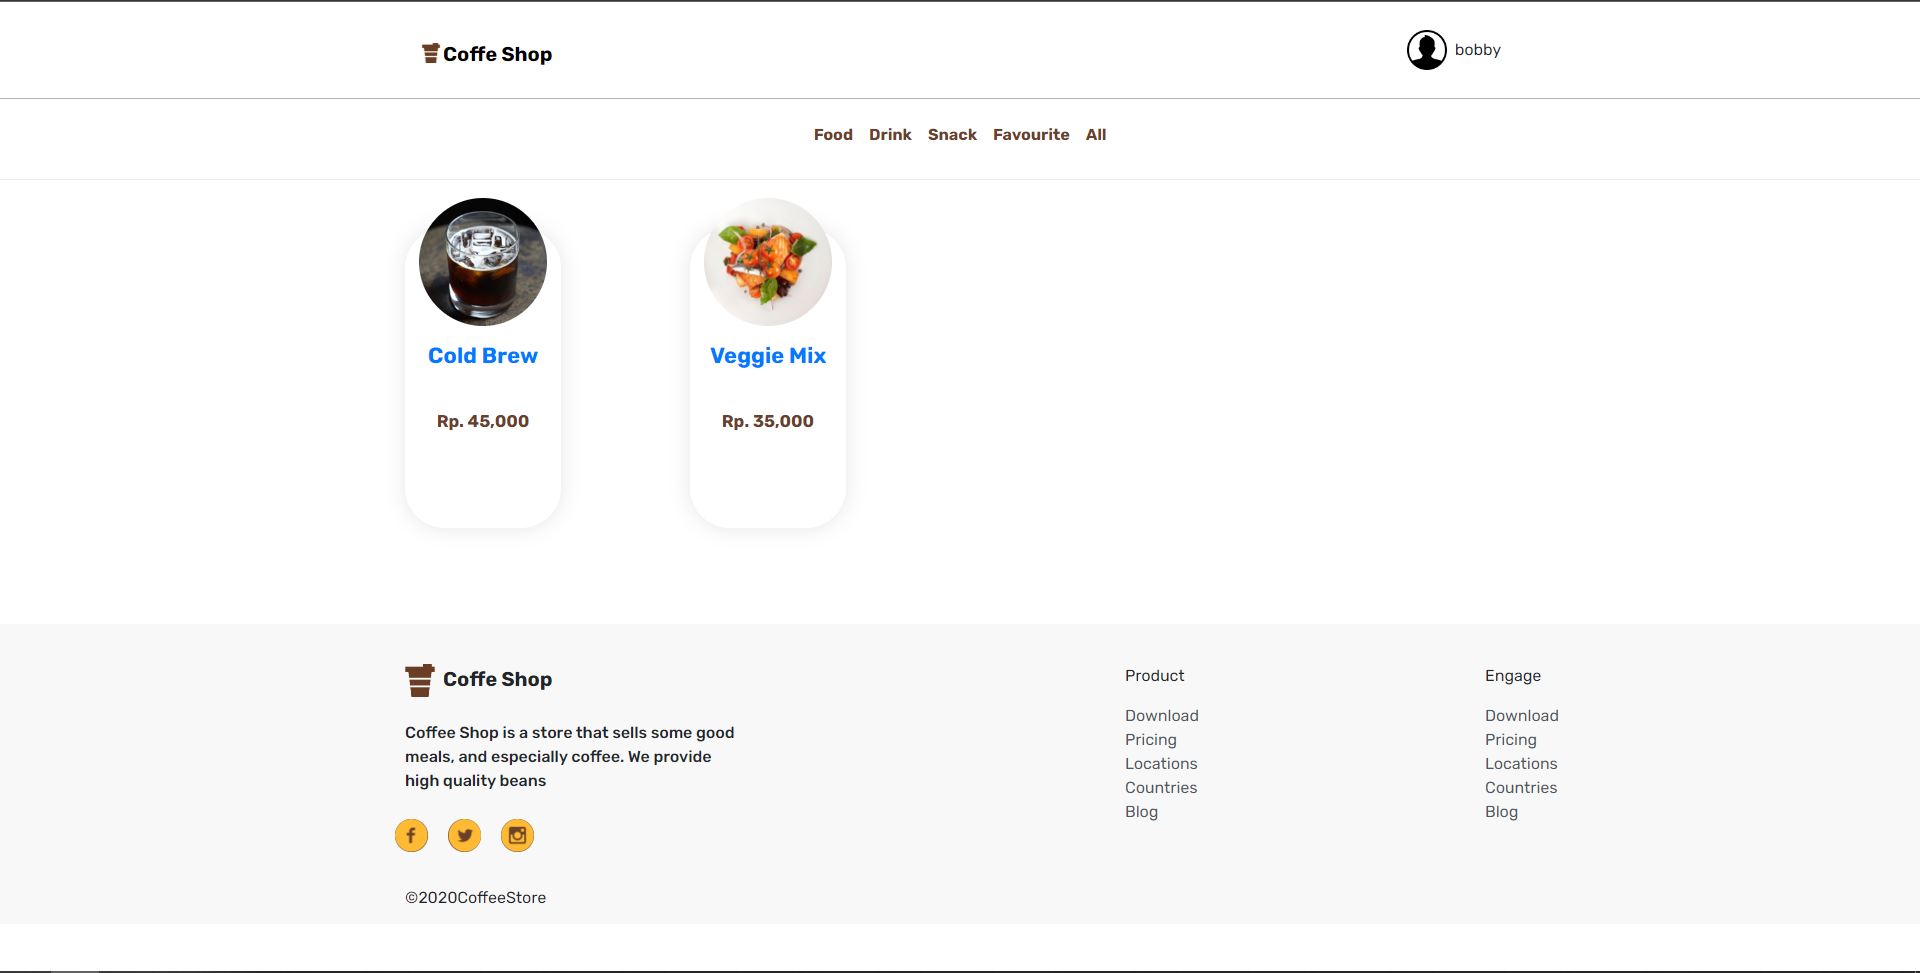 Coffe Shop
bobby
Food Drink Snack Favourite All
Cold Brew
Rp. 45,000
Veggie Mix
Rp. 35,000
Coffe Shop
Coffee Shop is a store that sells some good
meals, and especially coffee. We provide
high quality beans
©2020CoffeeStore
Product
Download
Pricing
Locations
Countries
Blog
Engage
Download
Pricing
Locations
Countries
Blog